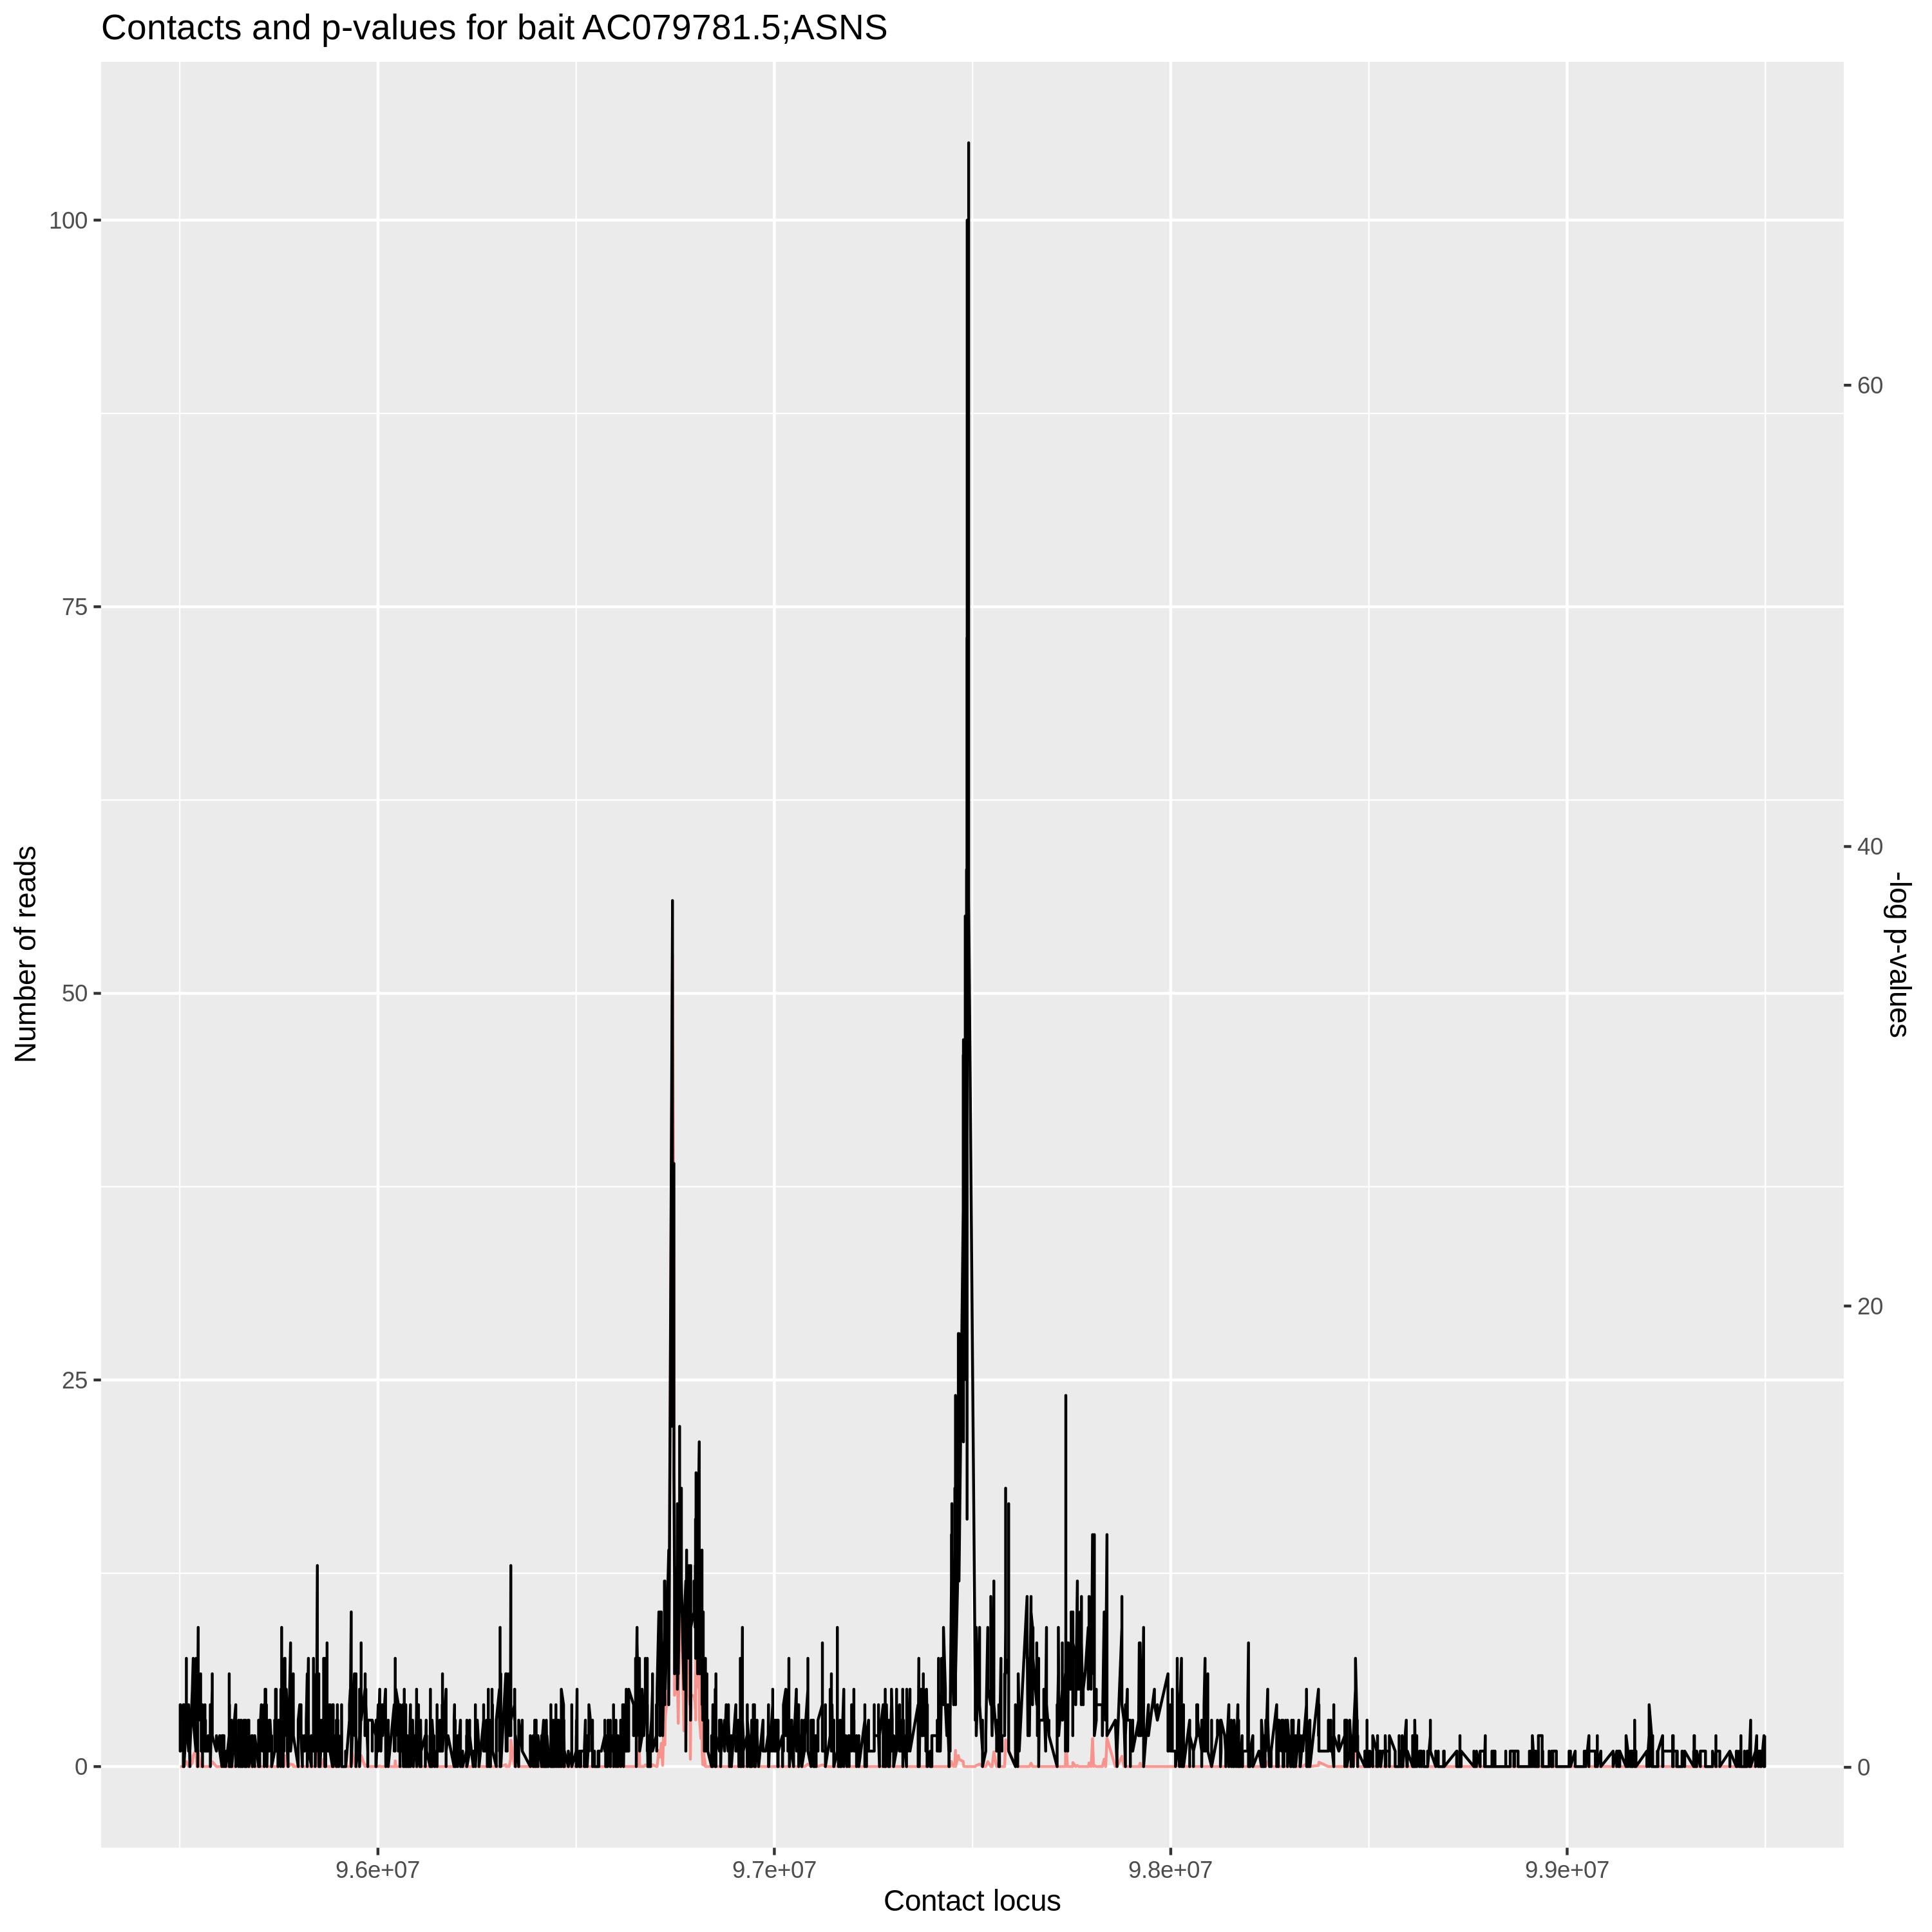 Contacts and p-values for bait AC079781.5;ASNS
Number of reads
100
75
50
25
0
60
40
20
0
-log p-values
9.6e+07 9.7e+07 9.8e+07 9.9e+07
Contact locus